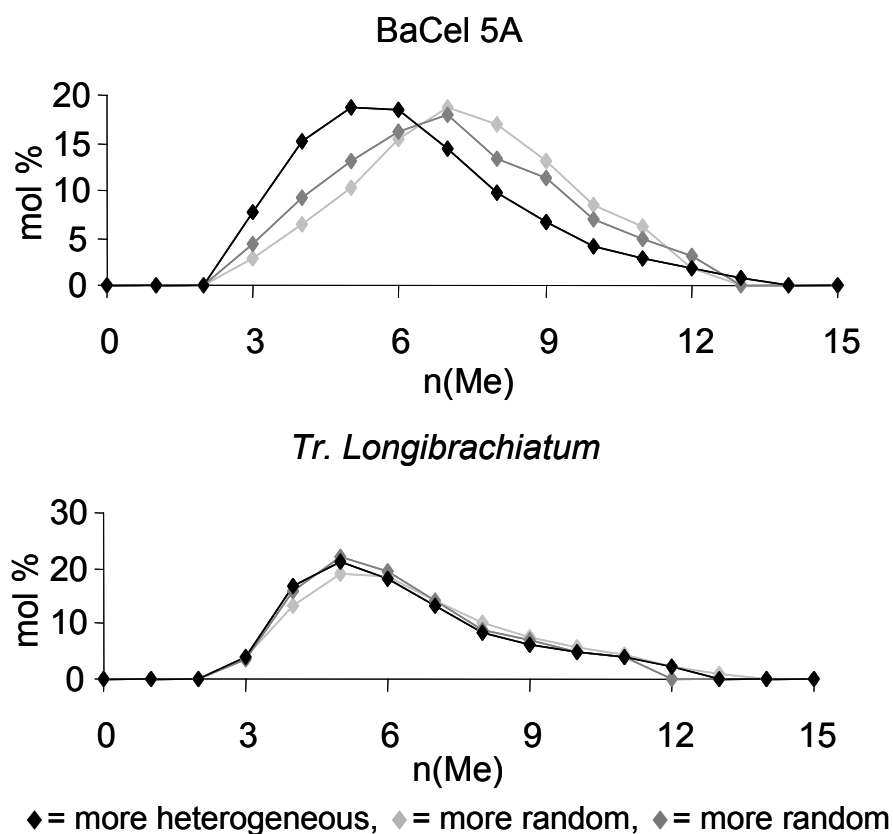 BaCel 5A
20
15
10
5
0
mol %
0 3 6 9 12 15
n(Me)
Tr. Longibrachiatum
30
20
10
0
mol %
0 3 6 9 12 15
n(Me)
= more heterogeneous, = more random, = more random